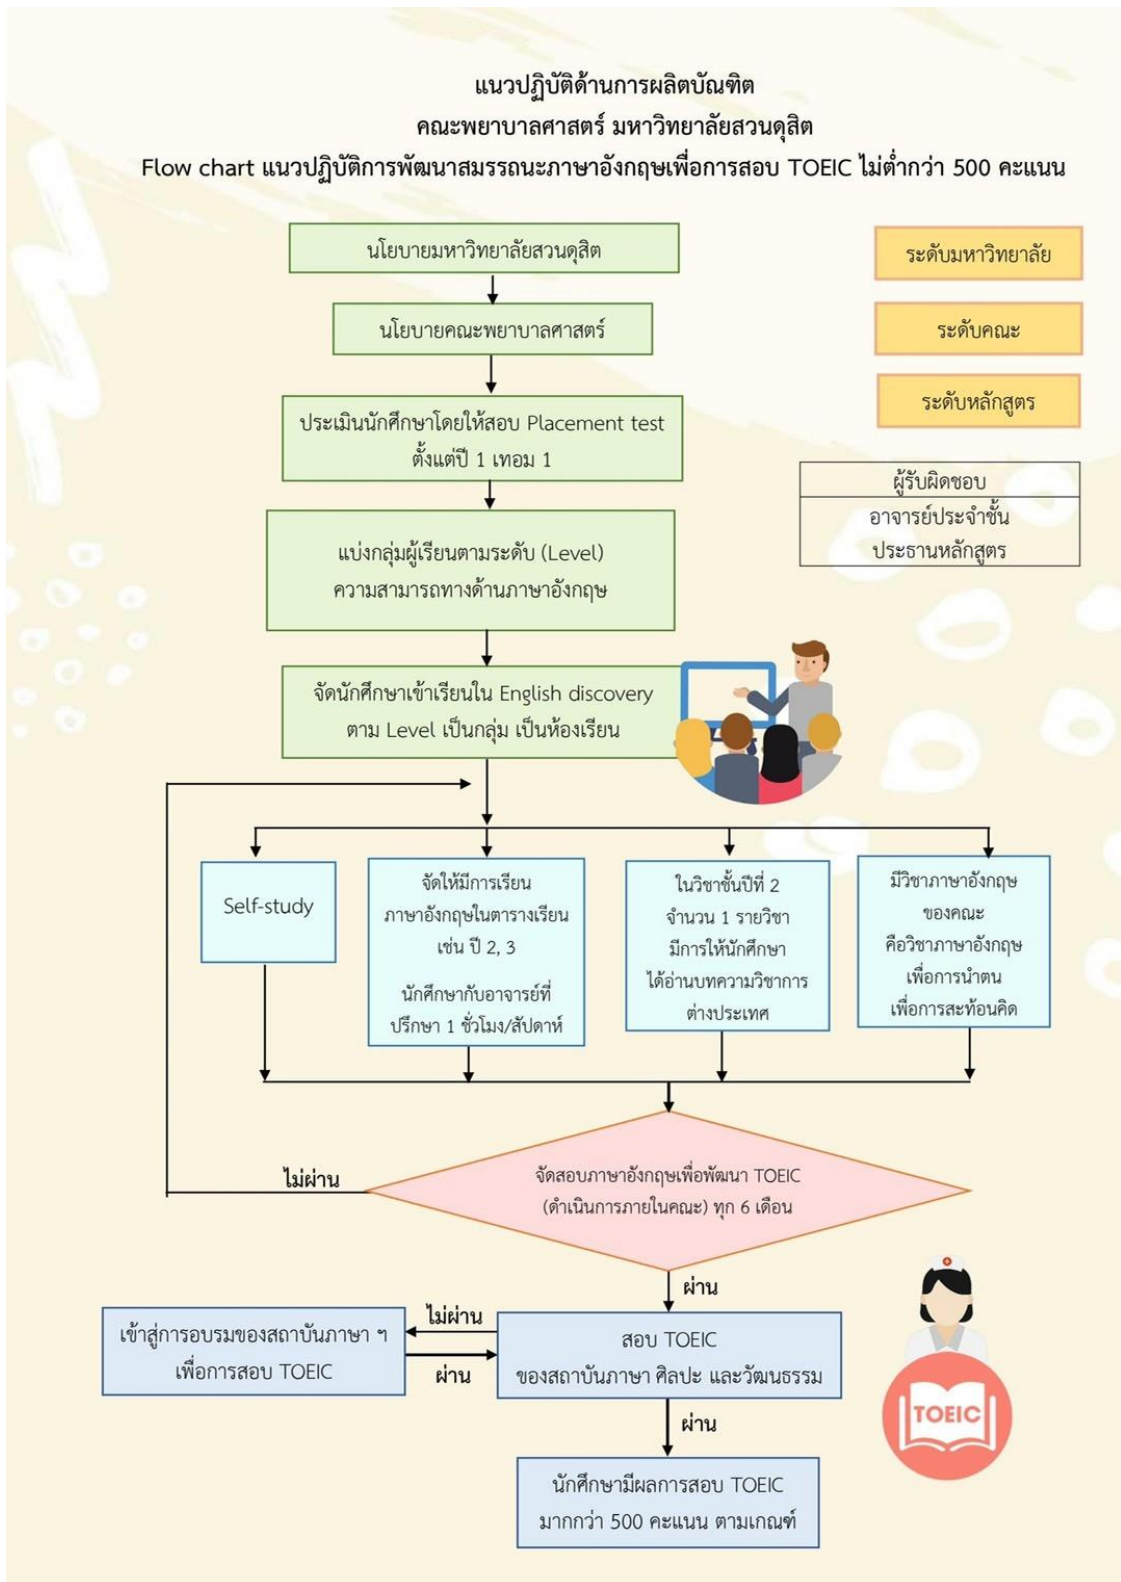 แนวปฏิบัติด้านการผลิตบัณฑิต
คณะพยาบาลศาสตร์ มหาวิทยาลัยสวนดุสิต
Flow chart แนวปฏิบัติการพัฒนาสมรรถนะภาษาอังกฤษเพื่อการสอบ TOEIC ไม่ต่ำกว่า 500 คะแนน
นโยบายมหาวิทยาลัยสวนดุสิต
ระดับมหาวิทยาลัย
นโยบายคณะพยาบาลศาสตร์
ระดับคณะ
ระดับหลักสูตร
ประเมินนักศึกษาโดยให้สอบ Placement test
ตั้งแต่ปี 1 เทอม 1
ผู้รับผิดชอบ
อาจารย์ประจำชั้น
ประธานหลักสูตร
แบ่งกลุ่มผู้เรียนตามระดับ (Level)
ความสามารถทางด้านภาษาอังกฤษ
จัดนักศึกษาเข้าเรียนใน English discovery
ตาม Level เป็นกลุ่ม เป็นห้องเรียน
Self-study
จัดให้มีการเรียน
ภาษาอังกฤษในตารางเรียน
เช่น ปี 2, 3
นักศึกษากับอาจารย์ที่
ปรึกษา 1 ชั่วโมง/สัปดาห์
ในวิชาชั้นปีที่ 2
จำนวน 1 รายวิชา
มีการให้นักศึกษา
ได้อ่านบทความวิชาการ
ต่างประเทศ
มีวิชาภาษาอังกฤษ
ของคณะ
คือวิชาภาษาอังกฤษ
เพื่อการนำตน
เพื่อการสะท้อนคิด
ไม่ผ่าน
จัดสอบภาษาอังกฤษเพื่อพัฒนา TOEIC
(ดำเนินการภายในคณะ) ทุก 6 เดือน
ผ่าน
เข้าสู่การอบรมของสถาบันภาษา ฯ
เพื่อการสอบ TOEIC
ไม่ผ่าน
ผ่าน
สอบ TOEIC
ของสถาบันภาษา ศิลปะ และวัฒนธรรม
TOEIC
ผ่าน
นักศึกษามีผลการสอบ TOEIC
มากกว่า 500 คะแนน ตามเกณฑ์